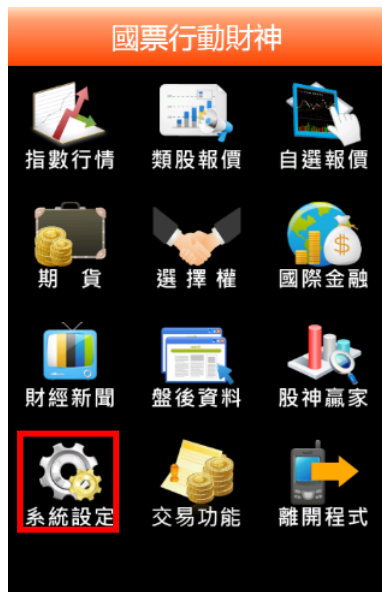 國票行動財神
指數行情 類股報價 自選報價
期 貨 選擇權 國際金融
財經新聞 盤後資料 股神贏家
系統設定 交易功能 離開程式